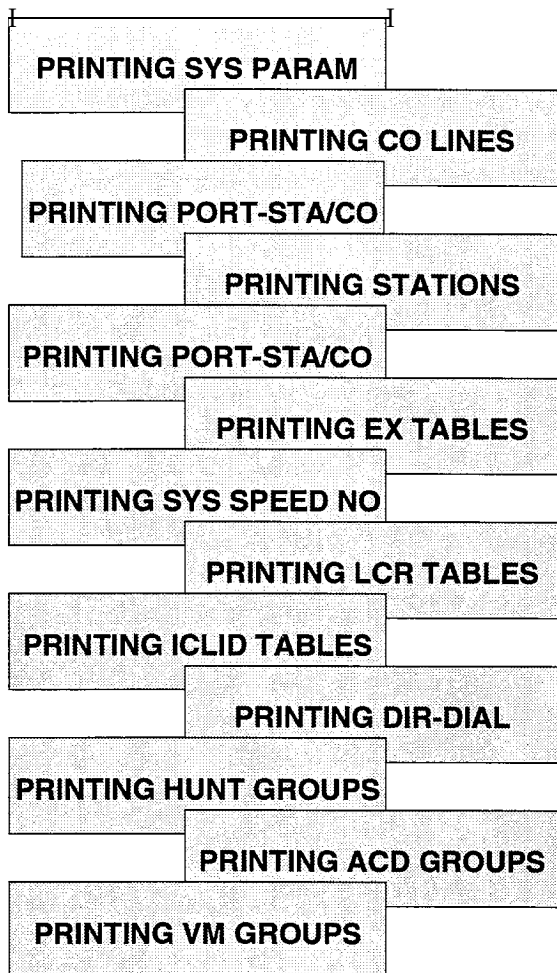 PRINTING SYS PARAM
PRINTING CO LINES
PRINTING PORT-STA/CO
PRINTING STATIONS
PRINTING PORT-STA/CO
PRINTING EX TABLES
PRINTING SYS SPEED NO
PRINTING LCR TABLES
PRINTING ICLID TABLES
PRINTING DIR-DIAL
PRINTING HUNT GROUPS
PRINTING ACD GROUPS
PRINTING VM GROUPS